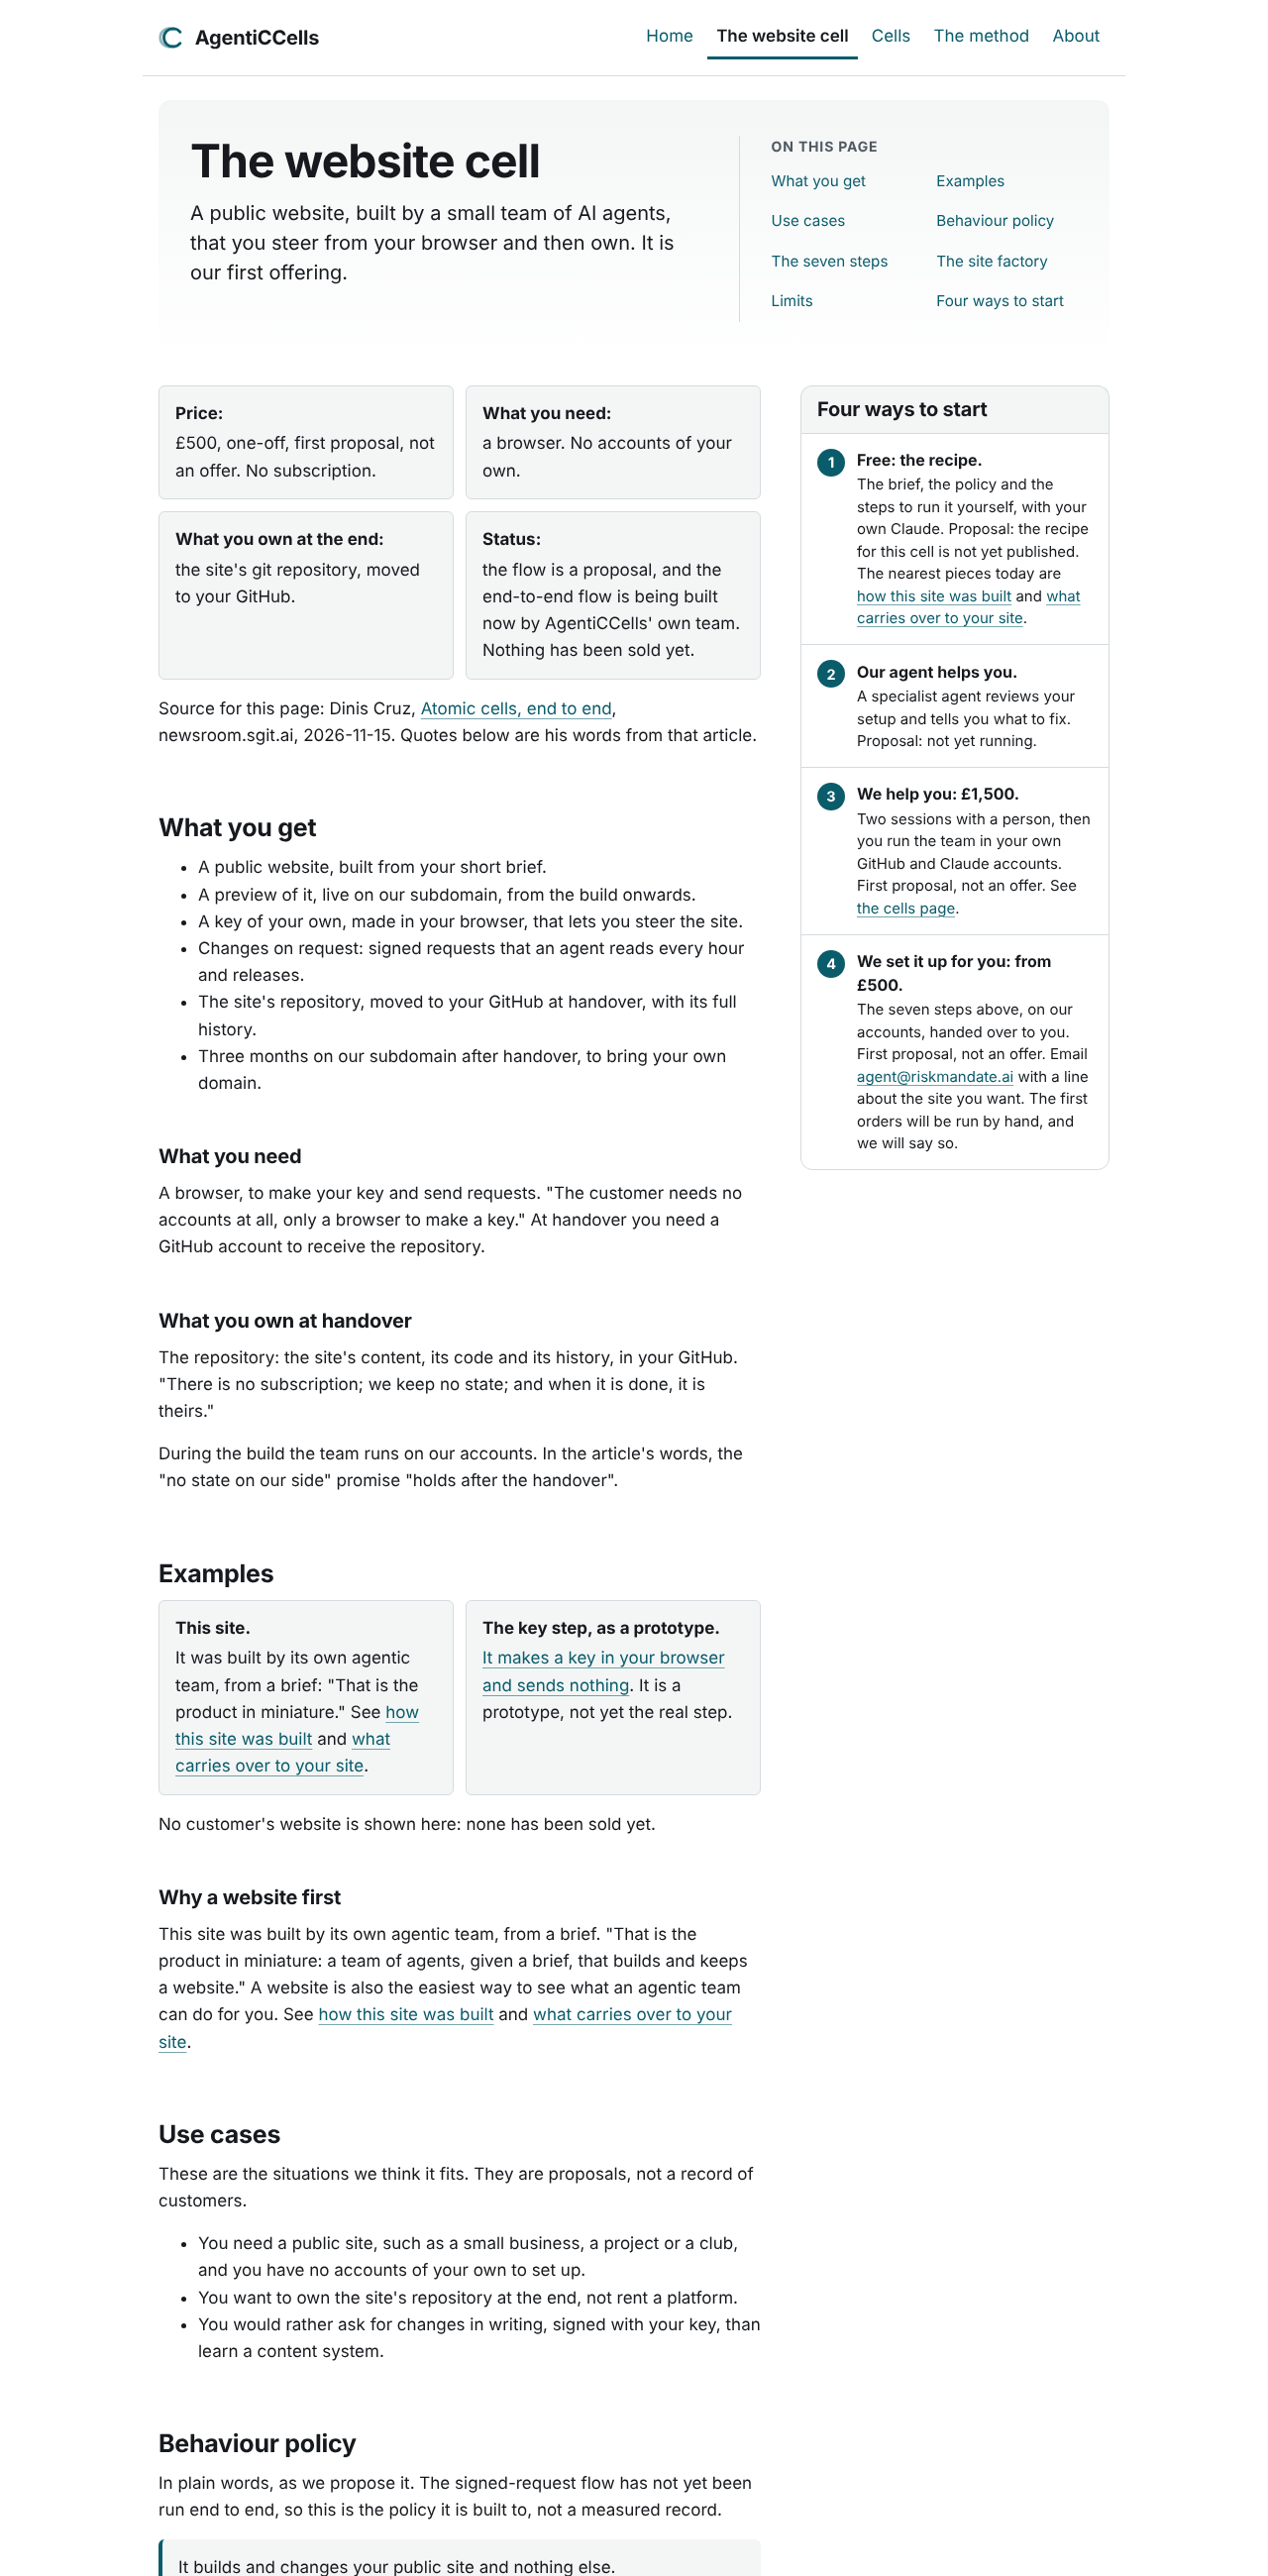 AgentiCCells
Home
The website cell
Cells
The method
About
The website cell
A public website, built by a small team of AI agents,
that you steer from your browser and then own. It is
our first offering.
ON THIS PAGE
What you get
Examples
Use cases
Behaviour policy
The seven steps
The site factory
Limits
Four ways to start
Price:
£500, one-off, first proposal, not
an offer. No subscription.
What you need:
a browser. No accounts of your
own.
What you own at the end:
the site's git repository, moved
to your GitHub.
Status:
the flow is a proposal, and the
end-to-end flow is being built
now by AgentiCCells' own team.
Nothing has been sold yet.
Source for this page: Dinis Cruz, Atomic cells, end to end,
newsroom.sgit.ai, 2026-11-15. Quotes below are his words from that article.
What you get
• A public website, built from your short brief.
• A preview of it, live on our subdomain, from the build onwards.
• A key of your own, made in your browser, that lets you steer the site.
• Changes on request: signed requests that an agent reads every hour
and releases.
• The site's repository, moved to your GitHub at handover, with its full
history.
• Three months on our subdomain after handover, to bring your own
domain.
What you need
A browser, to make your key and send requests. "The customer needs no
accounts at all, only a browser to make a key." At handover you need a
GitHub account to receive the repository.
What you own at handover
The repository: the site's content, its code and its history, in your GitHub.
"There is no subscription; we keep no state; and when it is done, it is
theirs."
During the build the team runs on our accounts. In the article's words, the
"no state on our side" promise "holds after the handover".
Examples
This site.
It was built by its own agentic
team, from a brief: "That is the
product in miniature." See how
this site was built and what
carries over to your site.
The key step, as a prototype.
It makes a key in your browser
and sends nothing. It is a
prototype, not yet the real step.
No customer's website is shown here: none has been sold yet.
Why a website first
This site was built by its own agentic team, from a brief. "That is the
product in miniature: a team of agents, given a brief, that builds and keeps
a website." A website is also the easiest way to see what an agentic team
can do for you. See how this site was built and what carries over to your
site.
Use cases
These are the situations we think it fits. They are proposals, not a record of
customers.
• You need a public site, such as a small business, a project or a club,
and you have no accounts of your own to set up.
• You want to own the site's repository at the end, not rent a platform.
• You would rather ask for changes in writing, signed with your key, than
learn a content system.
Behaviour policy
In plain words, as we propose it. The signed-request flow has not yet been
run end to end, so this is the policy it is built to, not a measured record.
It builds and changes your public site and nothing else.
Four ways to start
1
Free: the recipe.
The brief, the policy and the
steps to run it yourself, with your
own Claude. Proposal: the recipe
for this cell is not yet published.
The nearest pieces today are
how this site was built and what
carries over to your site.
2
Our agent helps you.
A specialist agent reviews your
setup and tells you what to fix.
Proposal: not yet running.
3
We help you: £1,500.
Two sessions with a person, then
you run the team in your own
GitHub and Claude accounts.
First proposal, not an offer. See
the cells page.
4
We set it up for you: from
£500.
The seven steps above, on our
accounts, handed over to you.
First proposal, not an offer. Email
agent@riskmandate.ai with a line
about the site you want. The first
orders will be run by hand, and
we will say so.